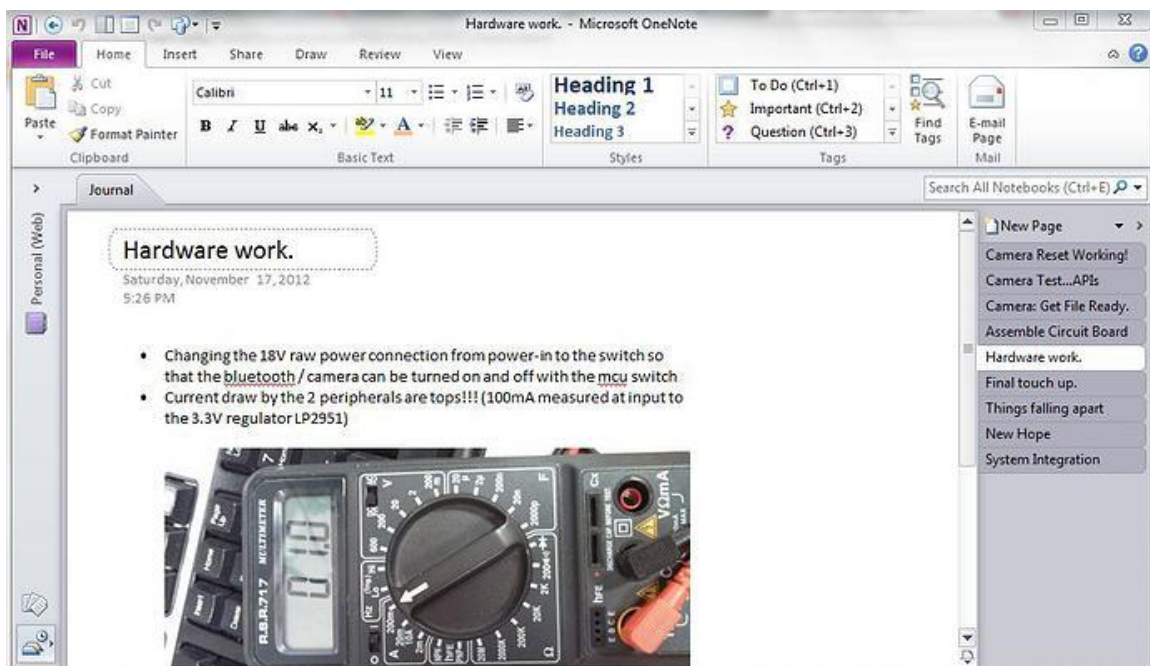 Hardware work. - Microsoft OneNote
File Home Insert Share Draw Review View
Paste
Cut
Copy
Format Painter
Clipboard
Calibri 11
B I U abc
Basic Text
Heading 1
Heading 2
Heading 3
Styles
To Do (Ctrl+1)
Important (Ctrl+2)
Question (Ctrl+3)
Tags
Find
Tags
E-mail
Page
Mail
Journal
Search All Notebooks (Ctrl+E)
Personal (Web)
Hardware work.
Saturday, November 17, 2012
5:26 PM
• Changing the 18V raw power connection from power-in to the switch so
that the bluetooth / camera can be turned on and off with the mcu switch
• Current draw by the 2 peripherals are tops!!! (100mA measured at input to
the 3.3V regulator LP2951)
New Page
Camera Reset Working!
Camera Test...APIs
Camera: Get File Ready.
Assemble Circuit Board
Hardware work.
Final touch up.
Things falling apart
New Hope
System Integration
MULTIMETER
VΩmA
Cx
hFE